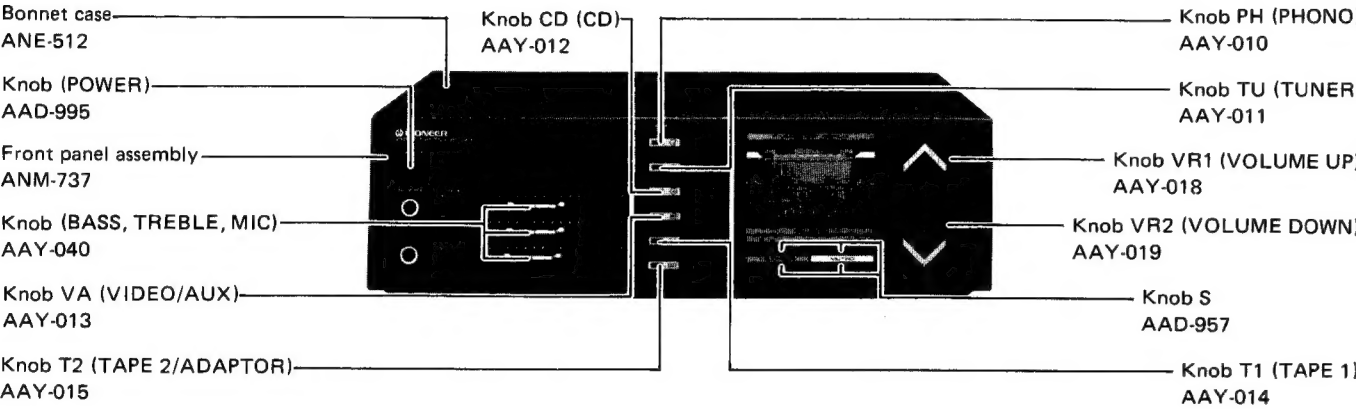 Bonnet case
ANE-512
Knob (POWER)
AAD-995
Front panel assembly
ANM-737
Knob (BASS, TREBLE, MIC)
AAY-040
Knob VA (VIDEO/AUX)
AAY-013
Knob T2 (TAPE 2/ADAPTOR)
AAY-015
Knob CD (CD)
AAY-012
PIONEER
Knob PH (PHONO
AAY-010
Knob TU (TUNER
AAY-011
Knob VR1 (VOLUME UP)
AAY-018
Knob VR2 (VOLUME DOWN)
AAY-019
Knob S
AAD-957
Knob T1 (TAPE 1)
AAY-014